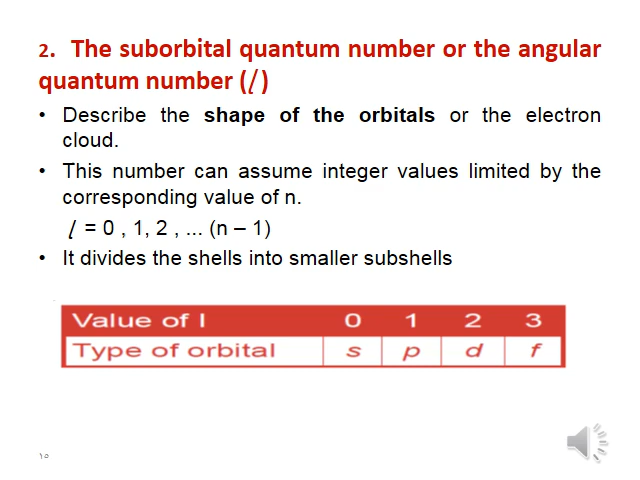 2. The suborbital quantum number or the angular
quantum number (ɭ)
• Describe the shape of the orbitals or the electron
cloud.
• This number can assume integer values limited by the
corresponding value of n.
ɭ = 0 , 1, 2 , ... (n – 1)
• It divides the shells into smaller subshells
Value of l 0 1 2 3
Type of orbital s p d f
١٥